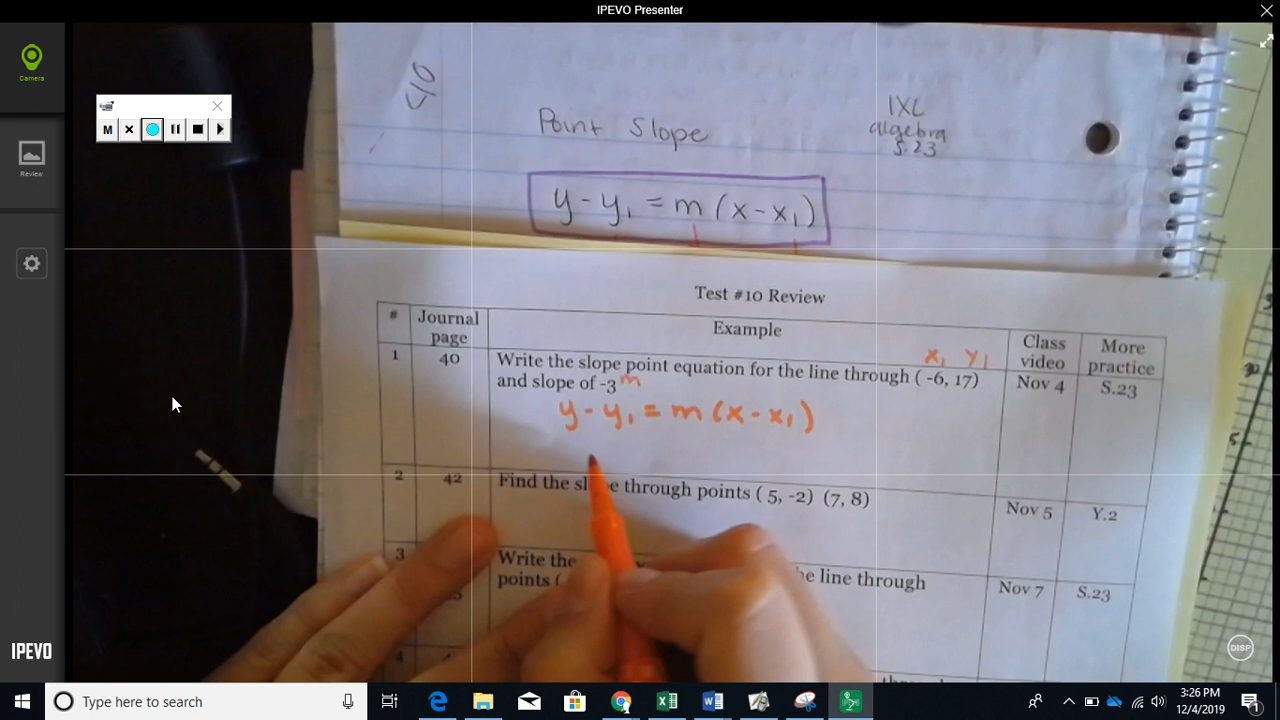 IPEVO Presenter
Camera
Review
IPEVO
M
Point Slope
IXL
algebra
S.23
y - y₁ = m (x - x₁)
Test #10 Review
# Journal page Example Class video More practice
1 40 Write the slope point equation for the line through ( -6, 17) Nov 4 S.23
x₁ y₁
and slope of -3 m
y - y₁ = m (x - x₁)
2 42 Find the slope through points ( 5, -2) (7, 8) Nov 5 Y.2
3 Write the
he line through Nov 7 S.23
points (
4
DISP
Type here to search
3:26 PM
12/4/2019